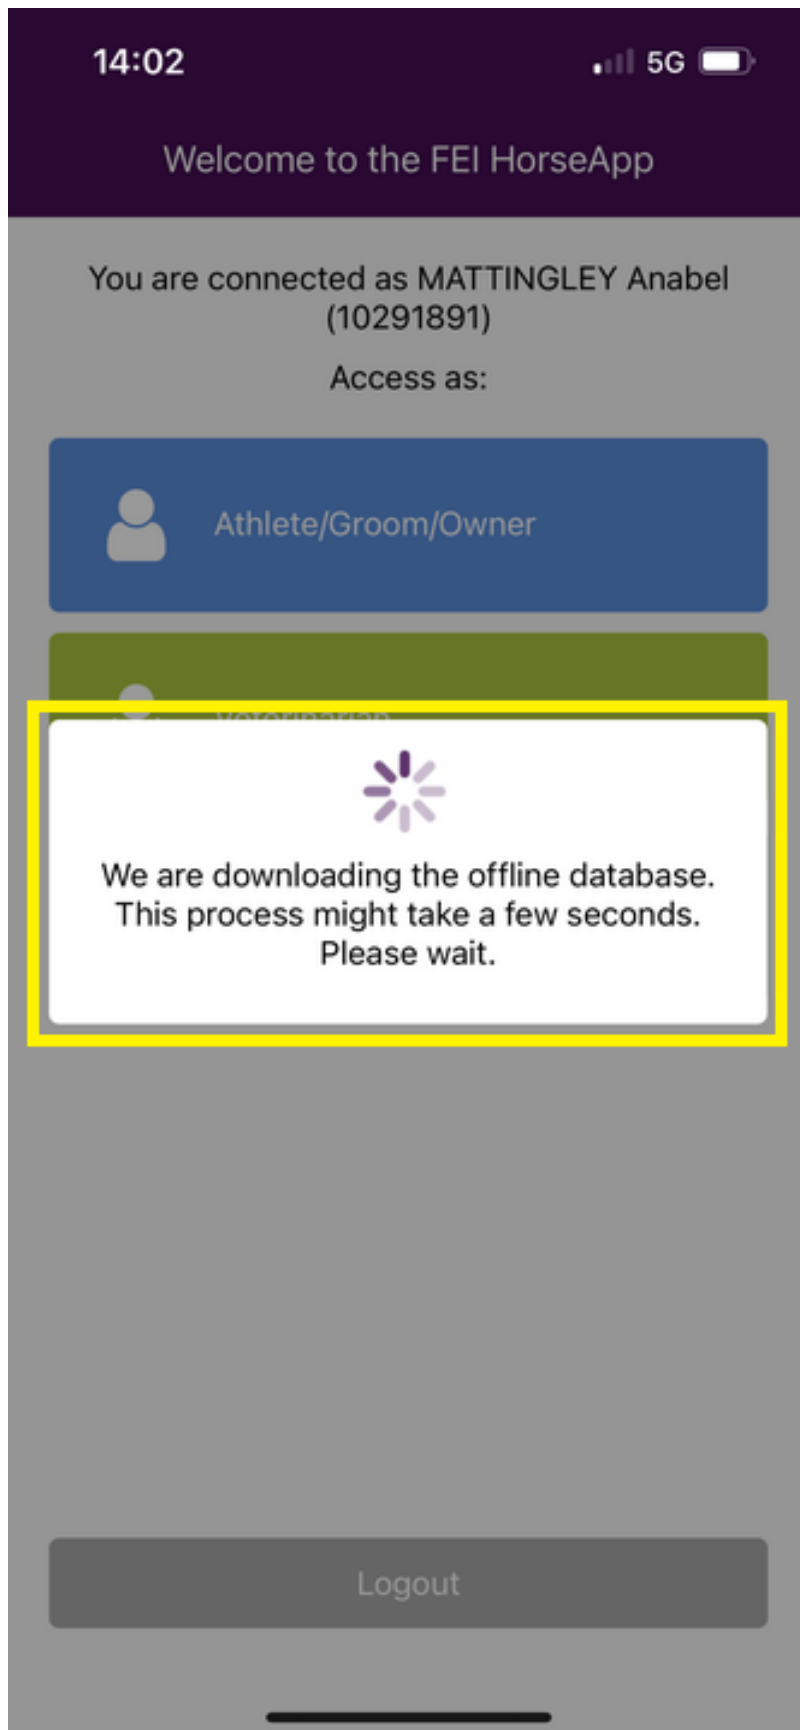 14:02
5G
Welcome to the FEI HorseApp
You are connected as MATTINGLEY Anabel
(10291891)
Access as:
Athlete/Groom/Owner
Veterinarian
We are downloading the offline database.
This process might take a few seconds.
Please wait.
Logout